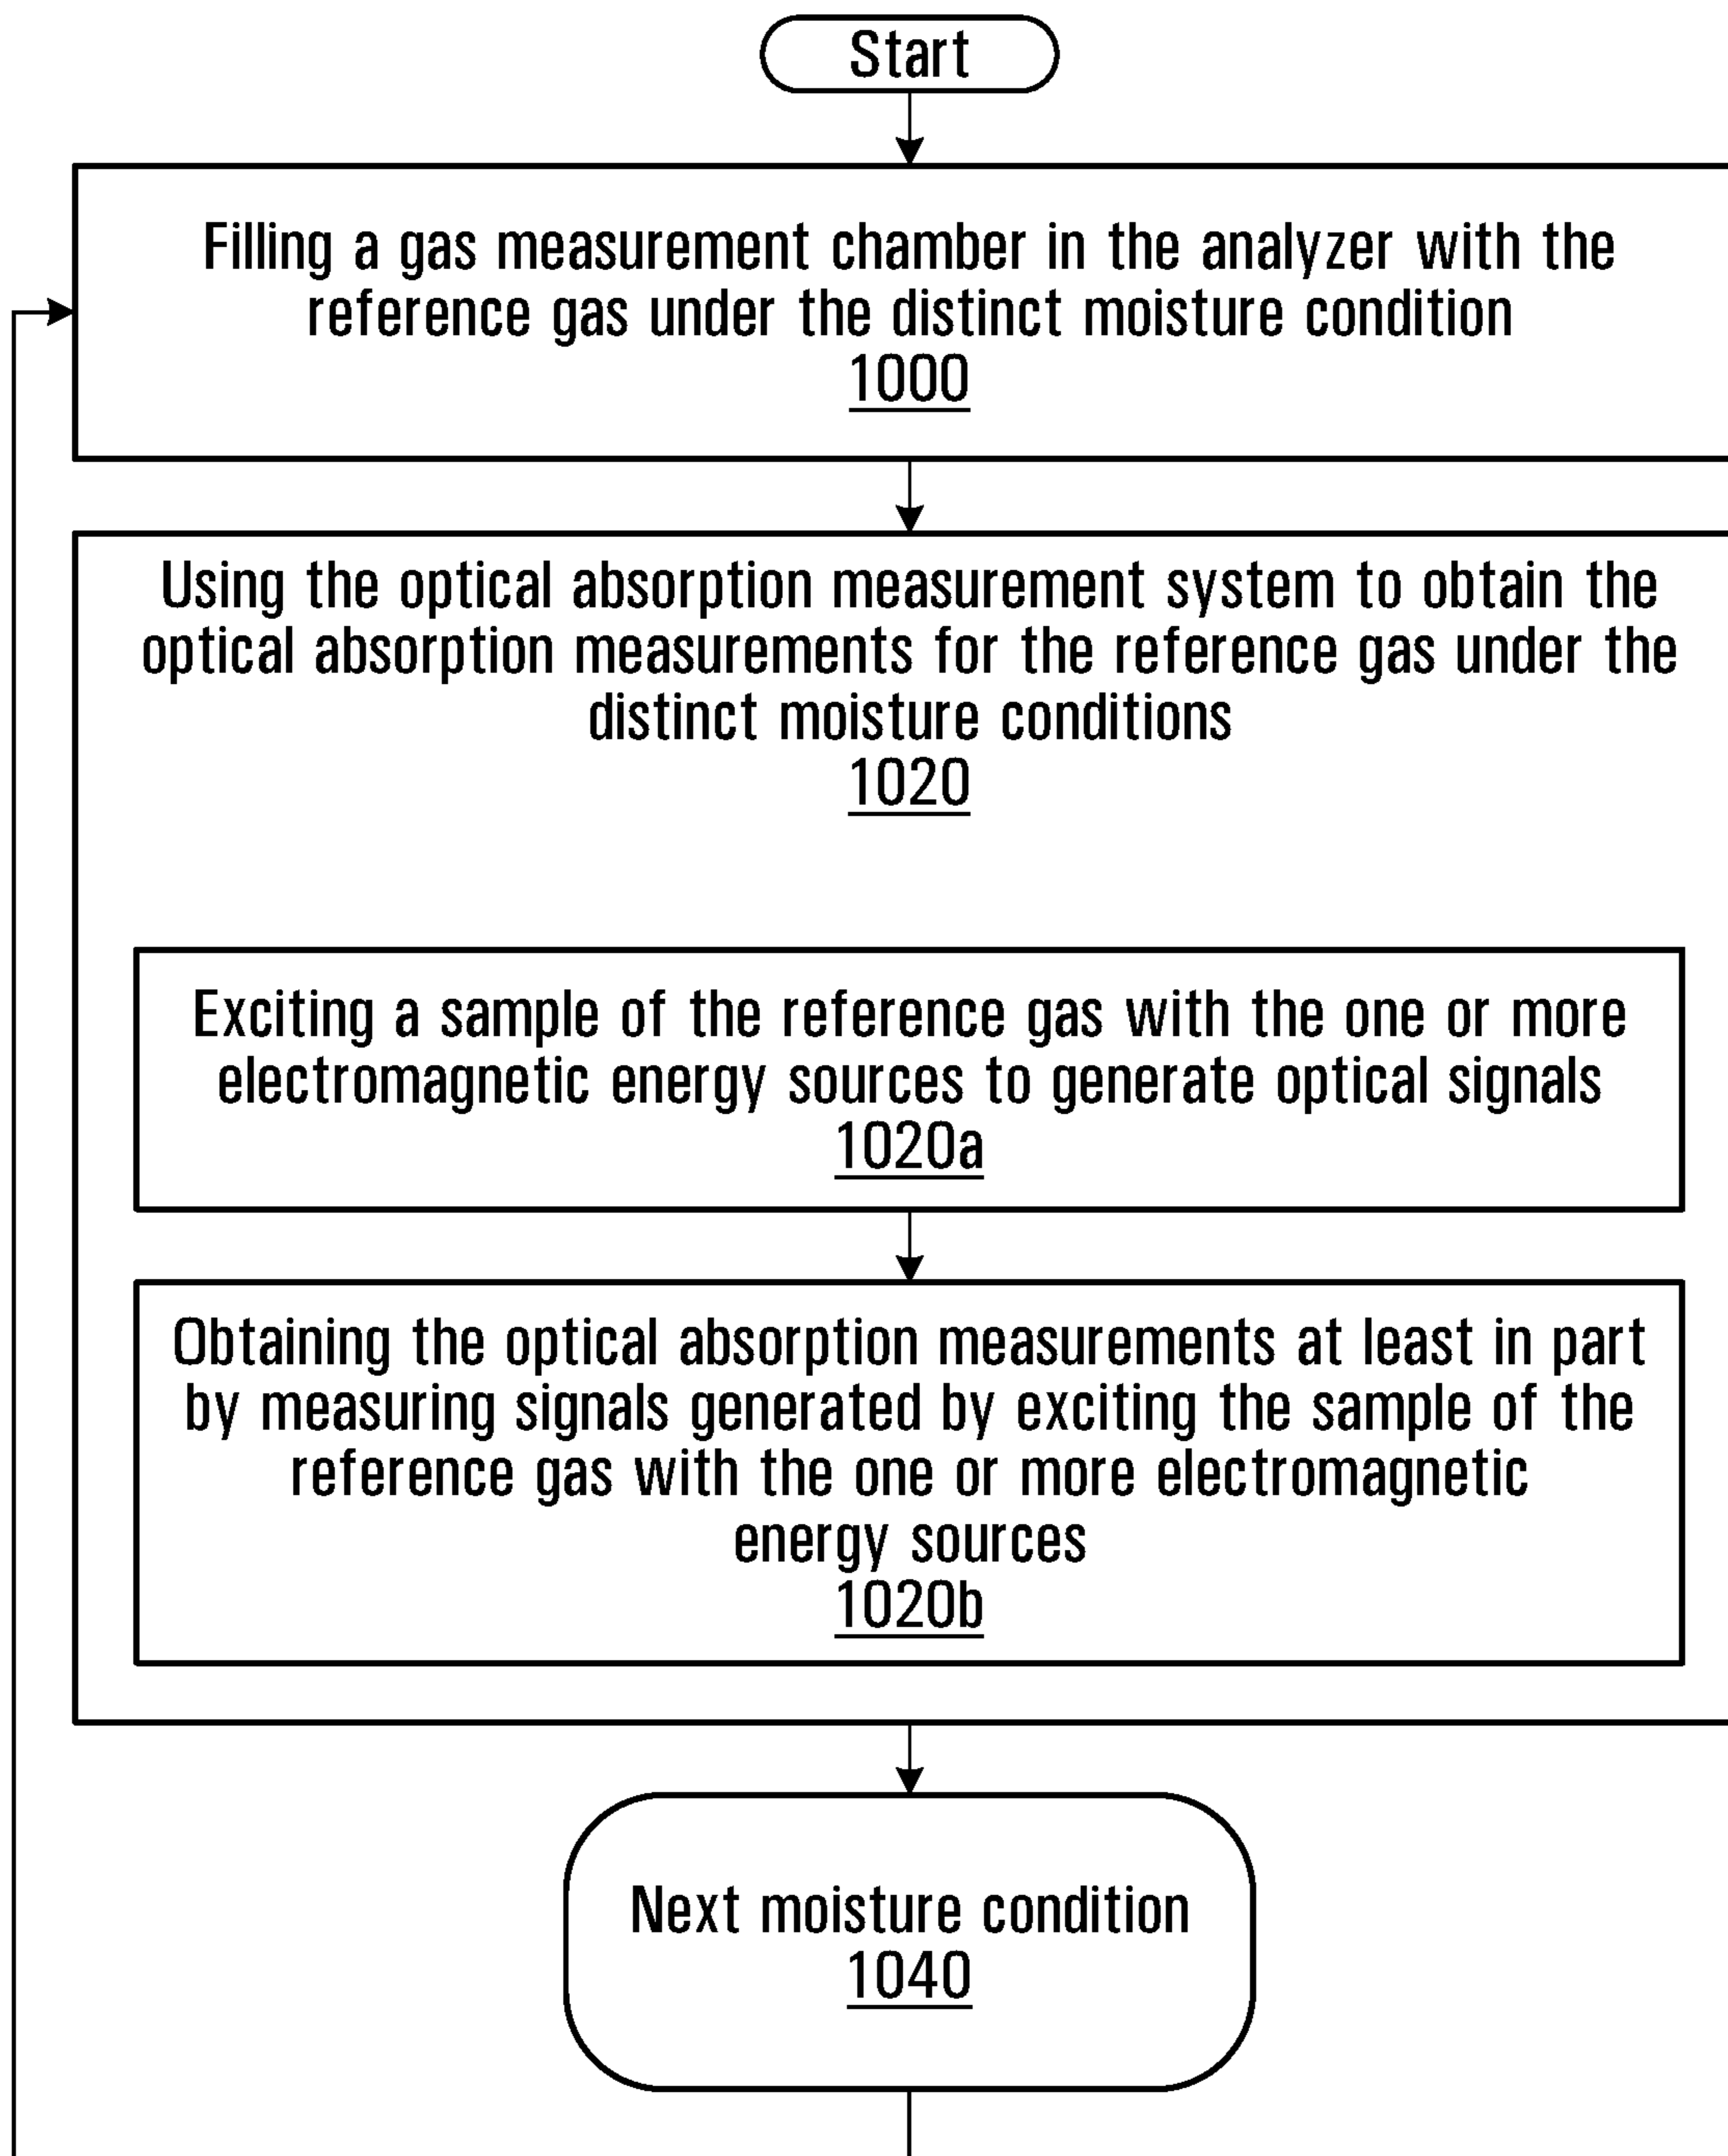 Start
Filling a gas measurement chamber in the analyzer with the
reference gas under the distinct moisture condition
1000
Using the optical absorption measurement system to obtain the
optical absorption measurements for the reference gas under the
distinct moisture conditions
1020
Exciting a sample of the reference gas with the one or more
electromagnetic energy sources to generate optical signals
1020a
Obtaining the optical absorption measurements at least in part
by measuring signals generated by exciting the sample of the
reference gas with the one or more electromagnetic
energy sources
1020b
Next moisture condition
1040